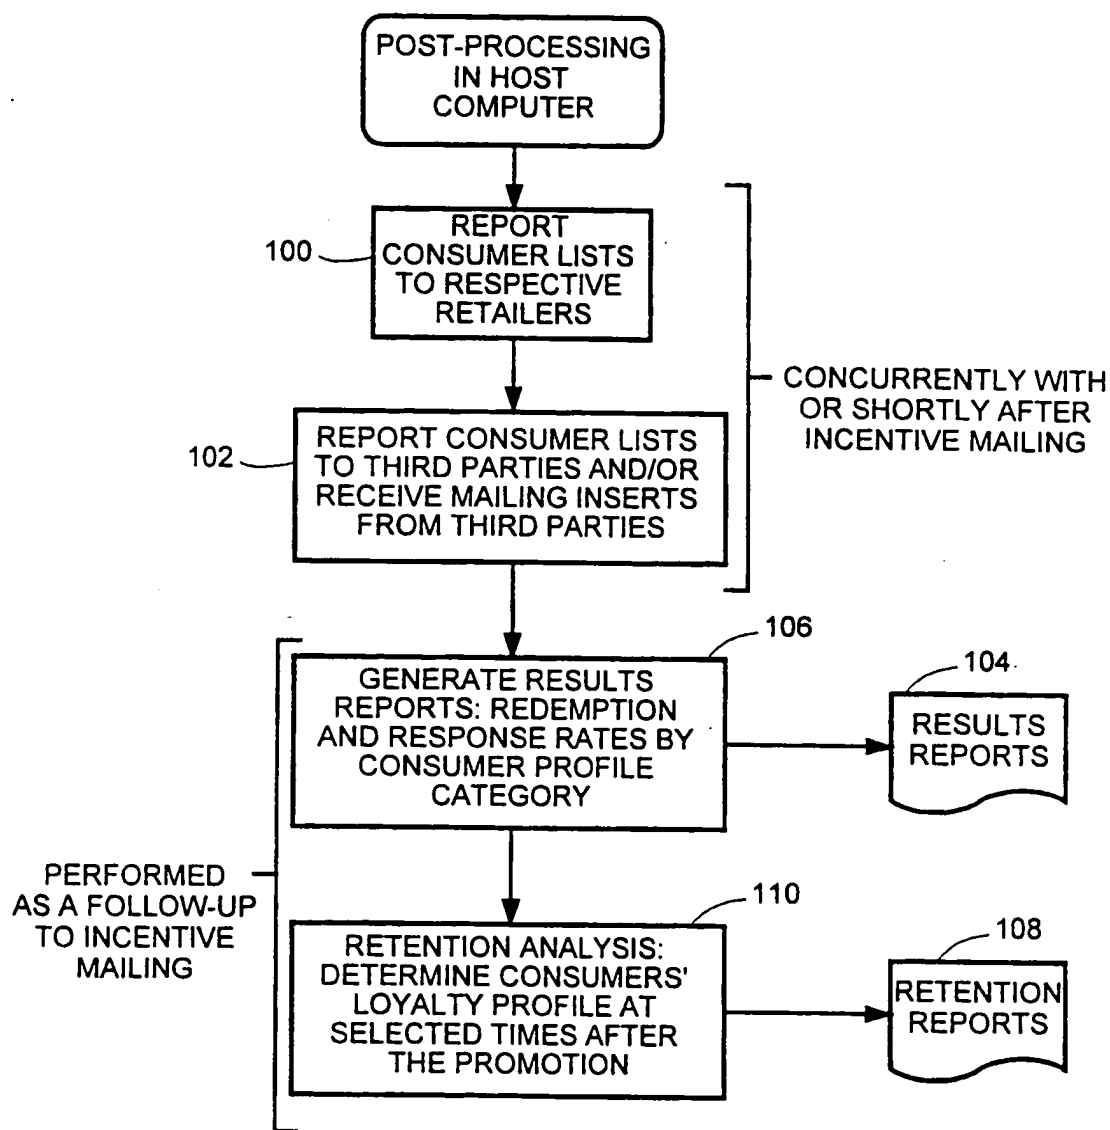 POST-PROCESSING
IN HOST
COMPUTER
100
REPORT
CONSUMER LISTS
TO RESPECTIVE
RETAILERS
CONCURRENTLY WITH
OR SHORTLY AFTER
INCENTIVE MAILING
102
REPORT CONSUMER LISTS
TO THIRD PARTIES AND/OR
RECEIVE MAILING INSERTS
FROM THIRD PARTIES
106
GENERATE RESULTS
REPORTS: REDEMPTION
AND RESPONSE RATES BY
CONSUMER PROFILE
CATEGORY
104
RESULTS
REPORTS
PERFORMED
AS A FOLLOW-UP
TO INCENTIVE
MAILING
110
RETENTION ANALYSIS:
DETERMINE CONSUMERS'
LOYALTY PROFILE AT
SELECTED TIMES AFTER
THE PROMOTION
108
RETENTION
REPORTS